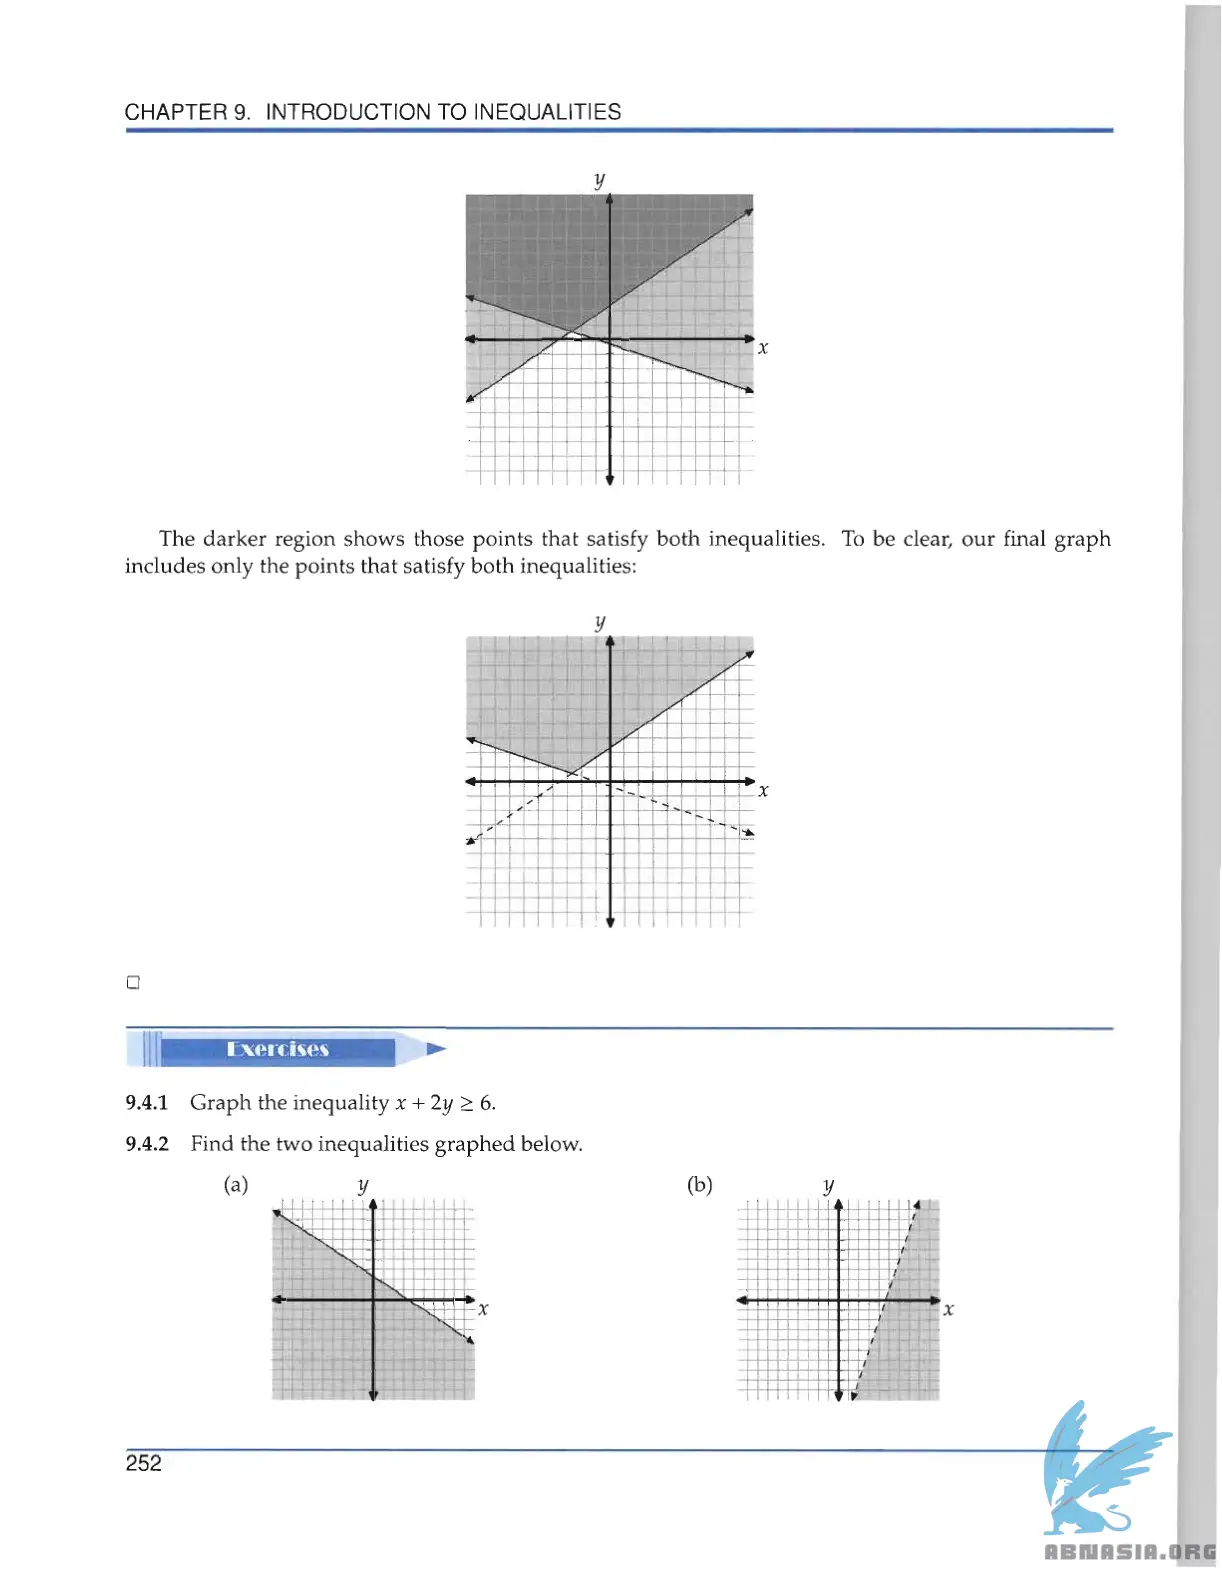 CHAPTER 9. INTRODUCTION TO INEQUALITIES
y
x
The darker region shows those points that satisfy both inequalities. To be clear, our final graph
includes only the points that satisfy both inequalities:
y
x
Exercises
9.4.1 Graph the inequality x + 2y ≥ 6.
9.4.2 Find the two inequalities graphed below.
(a) y (b) y
x x
252
ABNASIA.ORG